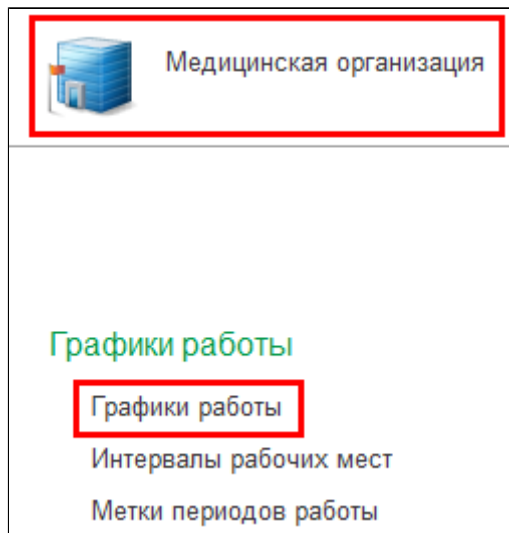 Медицинская организация
Графики работы
Графики работы
Интервалы рабочих мест
Метки периодов работы